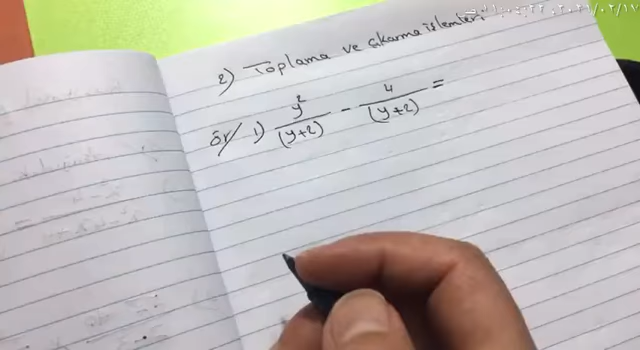 2) Toplama ve çıkarma işlemleri
ör/ 1) y²/(y+2) - 4/(y+2) =